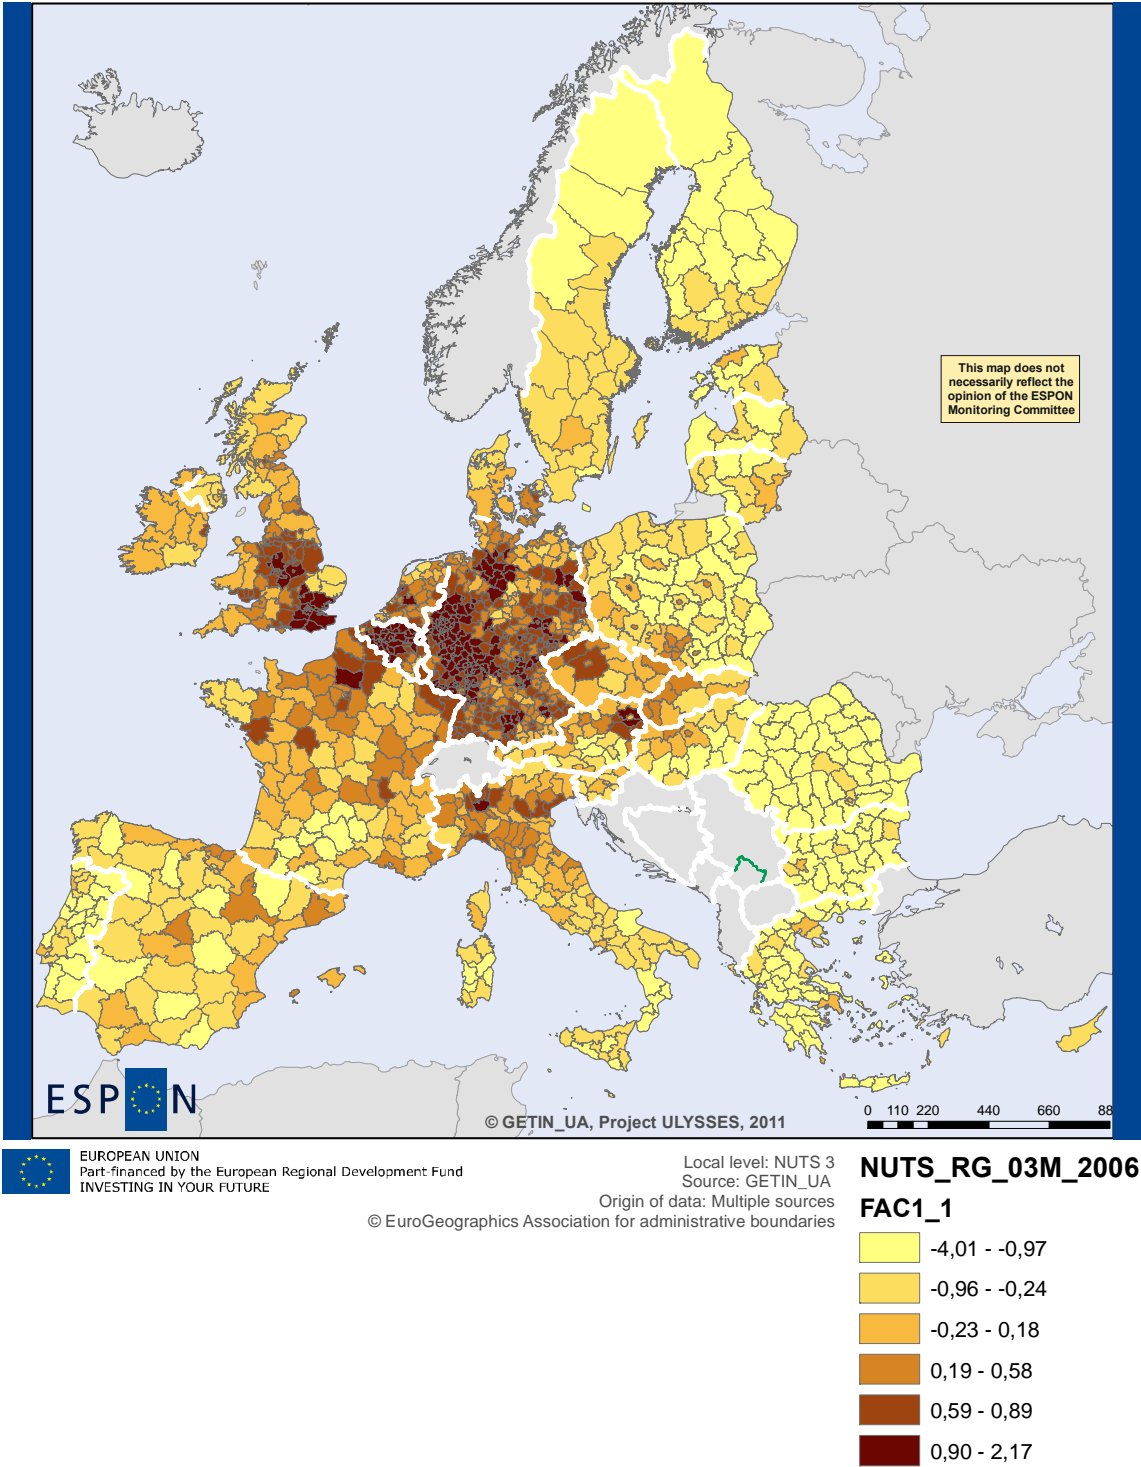 This map does not
necessarily reflect the
opinion of the ESPON
Monitoring Committee
ESPON
© GETIN_UA, Project ULYSSES, 2011
0 110 220 440 660 88
EUROPEAN UNION
Part-financed by the European Regional Development Fund
INVESTING IN YOUR FUTURE
Local level: NUTS 3
Source: GETIN_UA
Origin of data: Multiple sources
© EuroGeographics Association for administrative boundaries
NUTS_RG_03M_2006
FAC1_1
-4,01 - -0,97
-0,96 - -0,24
-0,23 - 0,18
0,19 - 0,58
0,59 - 0,89
0,90 - 2,17